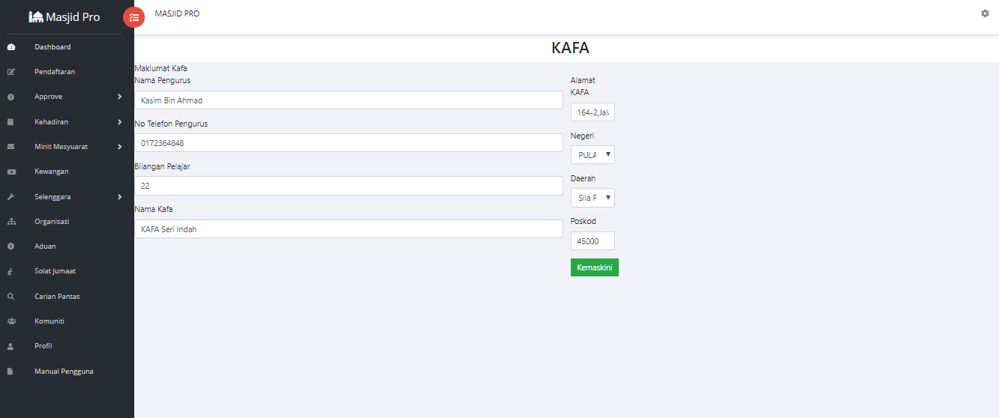 Masjid Pro
Dashboard
Pendaftaran
Approve
Kehadiran
Minit Mesyuarat
Kewangan
Selenggara
Organisasi
Aduan
Solat Jumaat
Carian Pantas
Komuniti
Profil
Manual Pengguna
MASJID PRO
KAFA
Maklumat Kafa
Nama Pengurus
Kasim Bin Ahmad
No Telefon Pengurus
0172364848
Bilangan Pelajar
22
Nama Kafa
KAFA Seri Indah
Alamat
KAFA
164-2,Jala
Negeri
PULA
Daerah
Sila P
Poskod
45000
Kemaskini